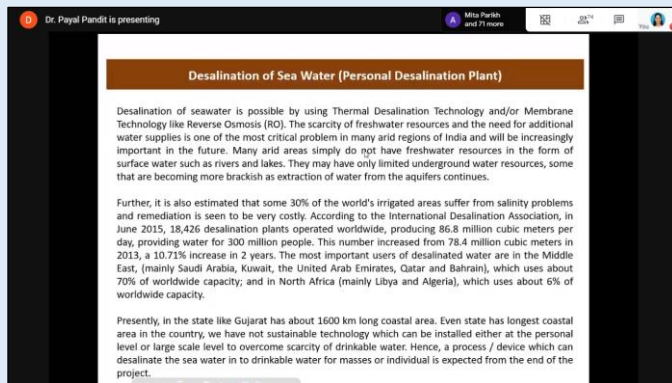 D Dr. Payal Pandit is presenting
A Mita Parikh
and 71 more
74
You
Desalination of Sea Water (Personal Desalination Plant)
Desalination of seawater is possible by using Thermal Desalination Technology and/or Membrane
Technology like Reverse Osmosis (RO). The scarcity of freshwater resources and the need for additional
water supplies is one of the most critical problem in many arid regions of India and will be increasingly
important in the future. Many arid areas simply do not have freshwater resources in the form of
surface water such as rivers and lakes. They may have only limited underground water resources, some
that are becoming more brackish as extraction of water from the aquifers continues.
Further, it is also estimated that some 30% of the world's irrigated areas suffer from salinity problems
and remediation is seen to be very costly. According to the International Desalination Association, in
June 2015, 18,426 desalination plants operated worldwide, producing 86.8 million cubic meters per
day, providing water for 300 million people. This number increased from 78.4 million cubic meters in
2013, a 10.71% increase in 2 years. The most important users of desalinated water are in the Middle
East, (mainly Saudi Arabia, Kuwait, the United Arab Emirates, Qatar and Bahrain), which uses about
70% of worldwide capacity; and in North Africa (mainly Libya and Algeria), which uses about 6% of
worldwide capacity.
Presently, in the state like Gujarat has about 1600 km long coastal area. Even state has longest coastal
area in the country, we have not sustainable technology which can be installed either at the personal
level or large scale level to overcome scarcity of drinkable water. Hence, a process / device which can
desalinate the sea water in to drinkable water for masses or individual is expected from the end of the
project.